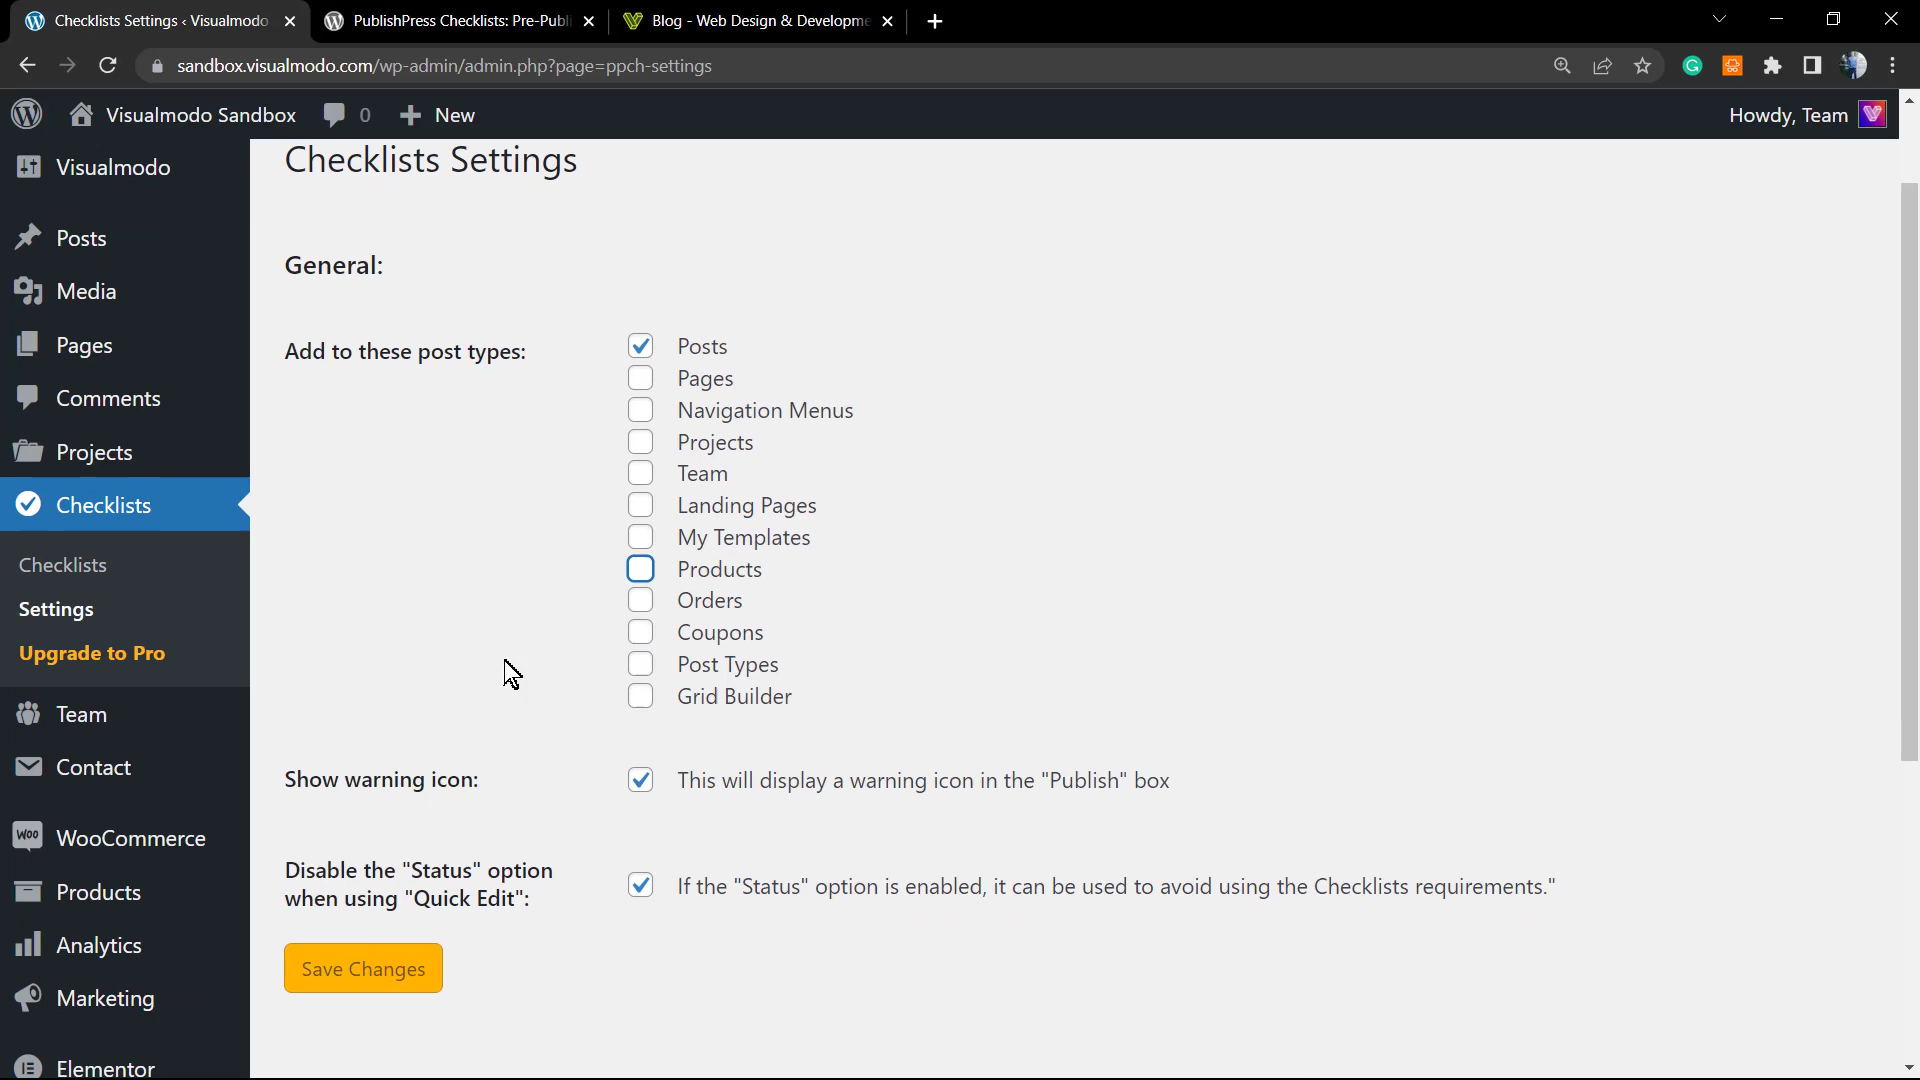 Checklists Settings ‹ Visualmodo
PublishPress Checklists: Pre-Publi
Blog - Web Design & Developme
sandbox.visualmodo.com/wp-admin/admin.php?page=ppch-settings
Visualmodo Sandbox
0
New
Howdy, Team
Visualmodo
Posts
Media
Pages
Comments
Projects
Checklists
Checklists
Settings
Upgrade to Pro
Team
Contact
Woo
WooCommerce
Products
Analytics
Marketing
Elementor
Checklists Settings
General:
Add to these post types:
Posts
Pages
Navigation Menus
Projects
Team
Landing Pages
My Templates
Products
Orders
Coupons
Post Types
Grid Builder
Show warning icon:
This will display a warning icon in the "Publish" box
Disable the "Status" option
when using "Quick Edit":
If the "Status" option is enabled, it can be used to avoid using the Checklists requirements."
Save Changes